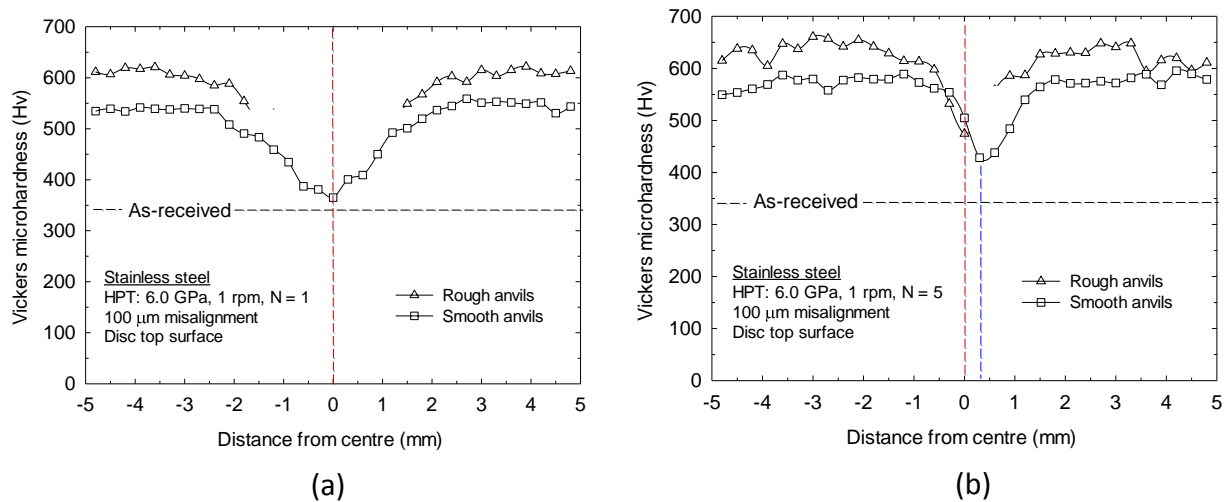 700
600
500
400
300
200
100
0
Vickers microhardness (Hv)
As-received
Stainless steel
HPT: 6.0 GPa, 1 rpm, N = 1
100 μm misalignment
Disc top surface
Rough anvils
Smooth anvils
-5 -4 -3 -2 -1 0 1 2 3 4 5
Distance from centre (mm)
(a)
700
600
500
400
300
200
100
0
Vickers microhardness (Hv)
As-received
Stainless steel
HPT: 6.0 GPa, 1 rpm, N = 5
100 μm misalignment
Disc top surface
Rough anvils
Smooth anvils
-5 -4 -3 -2 -1 0 1 2 3 4 5
Distance from centre (mm)
(b)